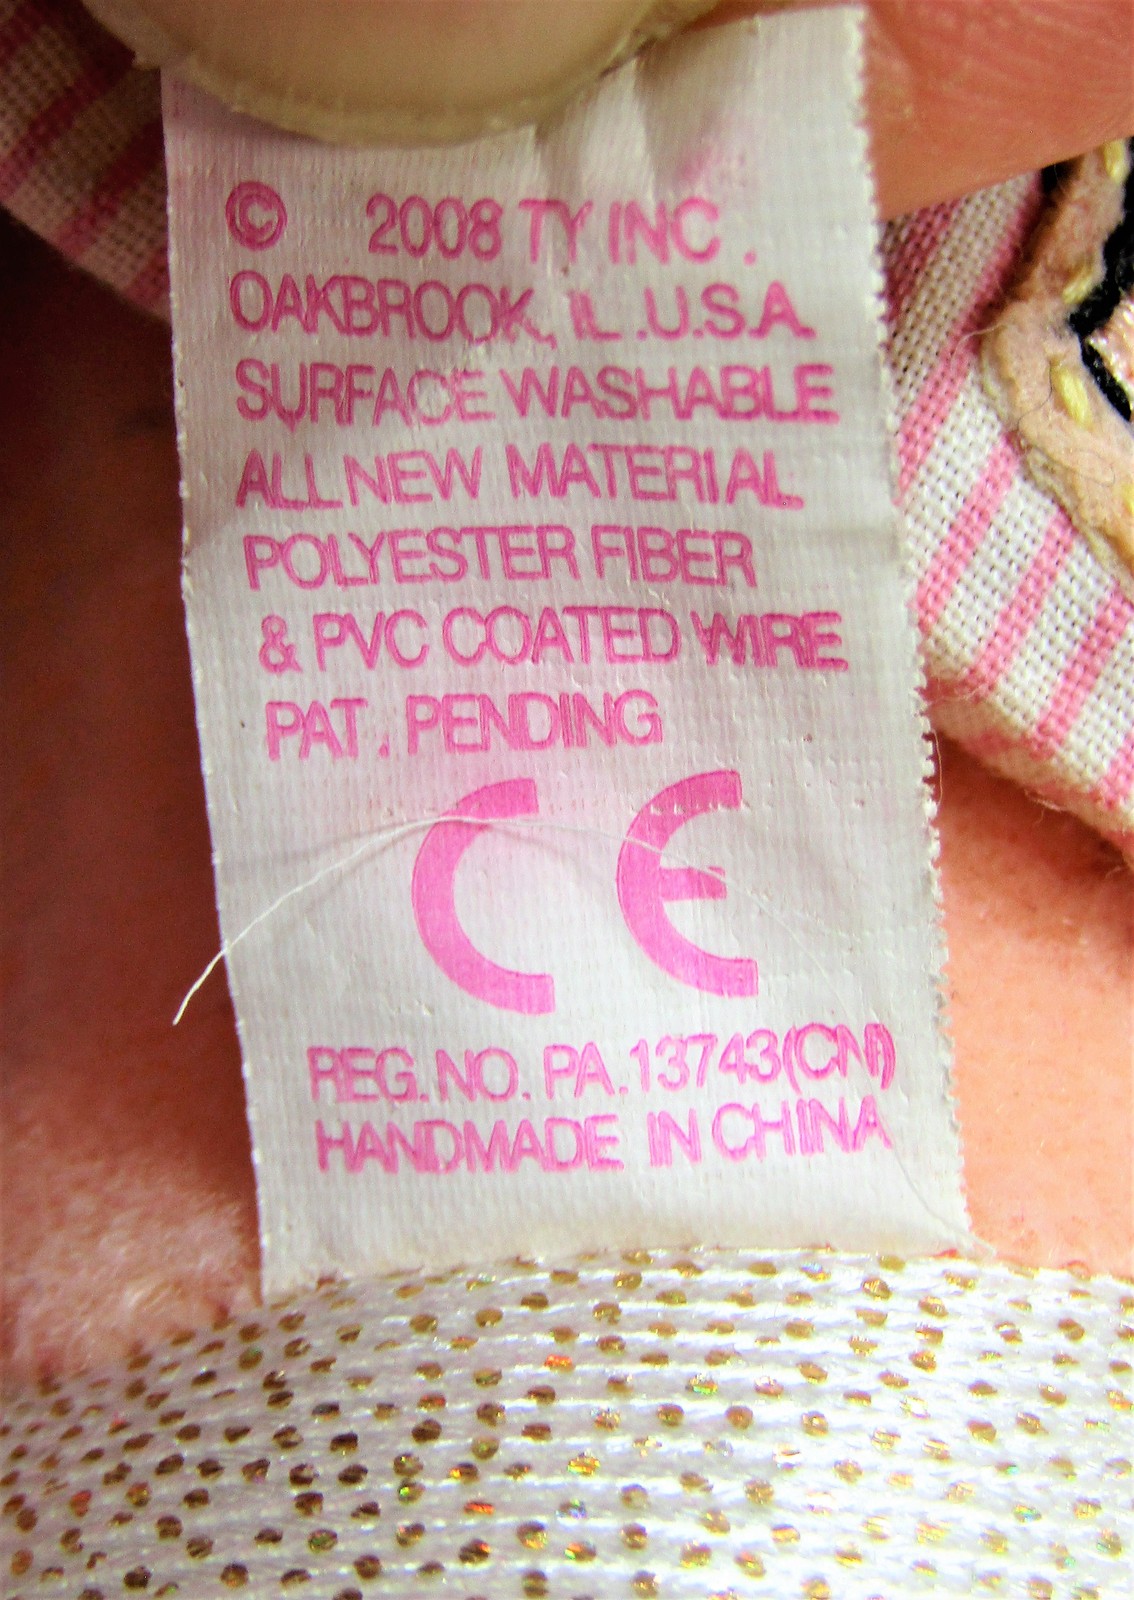 © 2008 TY INC.
OAKBROOK, IL.U.S.A.
SURFACE WASHABLE
ALL NEW MATERIAL
POLYESTER FIBER
& PVC COATED WIRE
PAT. PENDING
CE
REG. NO. PA. 13743(CN)
HANDMADE IN CHINA